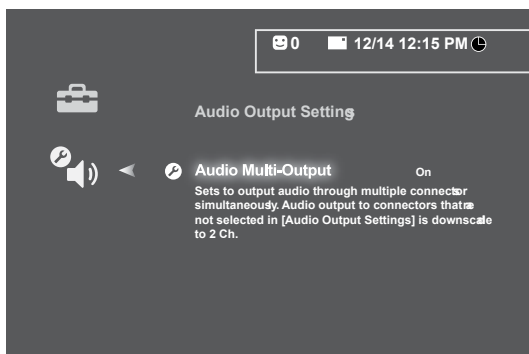 0 12/14 12:15 PM
Audio Output Settings
Audio Multi-Output On
Sets to output audio through multiple connector
simultaneously. Audio output to connectors that are
not selected in [Audio Output Settings] is downscale
to 2 Ch.